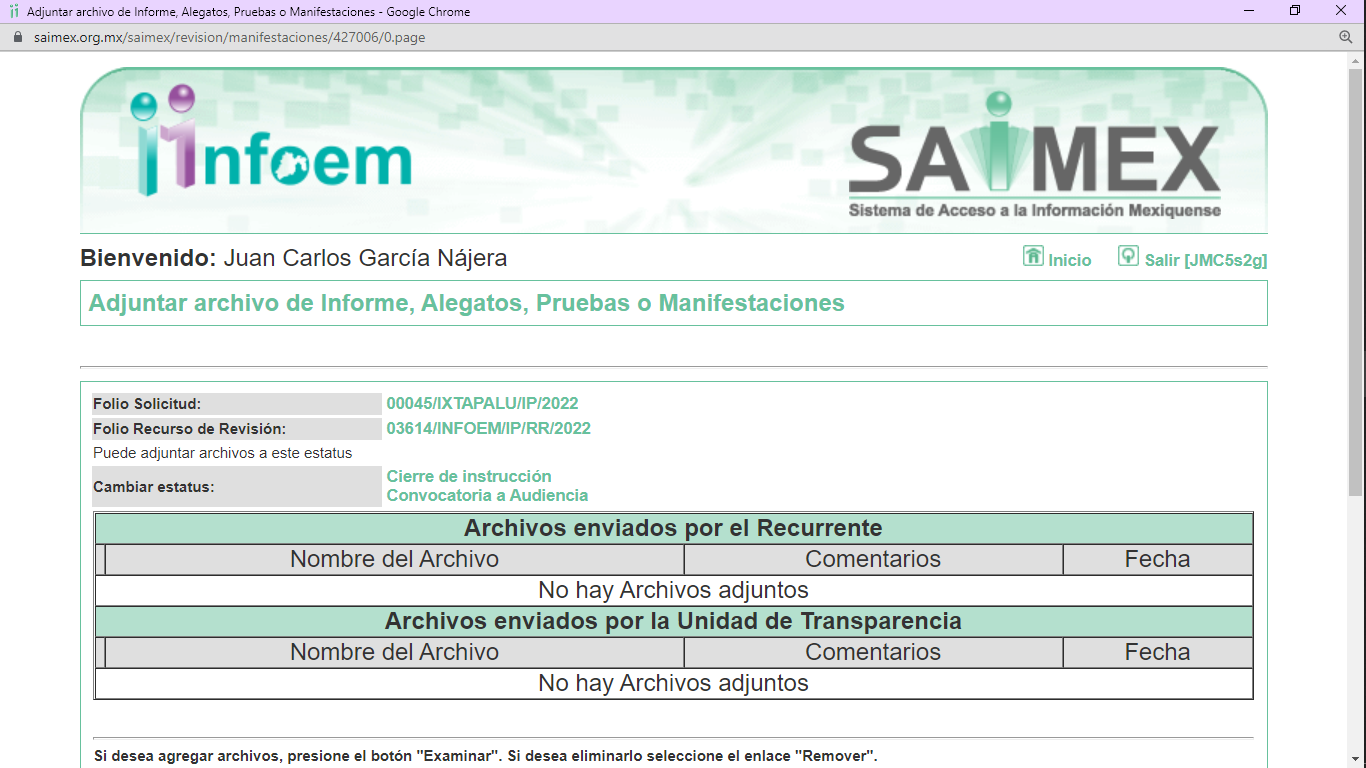 Adjuntar archivo de Informe, Alegatos, Pruebas o Manifestaciones - Google Chrome
saimex.org.mx/saimex/revision/manifestaciones/427006/0.page
infoem
SAIMEX
Sistema de Acceso a la Información Mexiquense
Bienvenido: Juan Carlos García Nájera
Inicio Salir [JMC5s2g]
Adjuntar archivo de Informe, Alegatos, Pruebas o Manifestaciones
Folio Solicitud: 00045/IXTAPALU/IP/2022
Folio Recurso de Revisión: 03614/INFOEM/IP/RR/2022
Puede adjuntar archivos a este estatus
Cambiar estatus: Cierre de instrucción
Convocatoria a Audiencia
Archivos enviados por el Recurrente
Nombre del Archivo Comentarios Fecha
No hay Archivos adjuntos
Archivos enviados por la Unidad de Transparencia
Nombre del Archivo Comentarios Fecha
No hay Archivos adjuntos
Si desea agregar archivos, presione el botón "Examinar". Si desea eliminarlo seleccione el enlace "Remover".